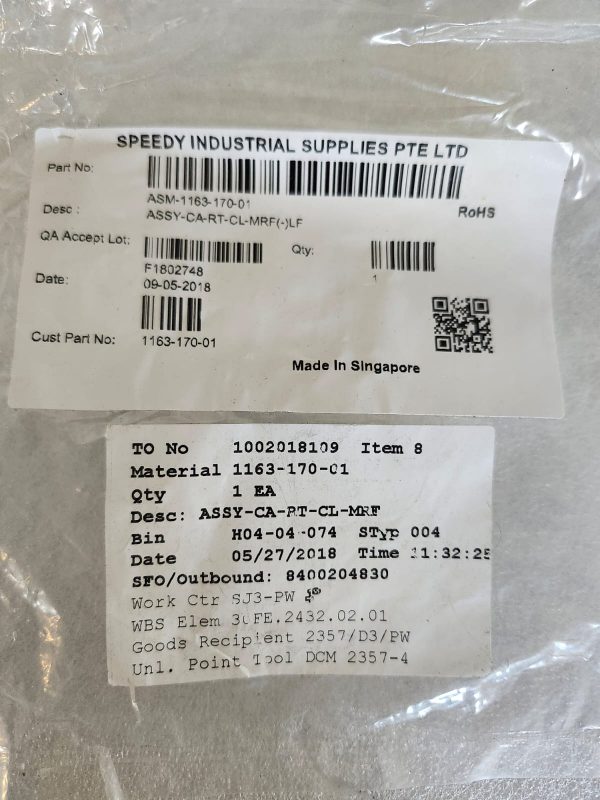 SPEEDY INDUSTRIAL SUPPLIES PTE LTD
Part No:
ASM-1163-170-01
RoHS
Desc :
ASSY-CA-RT-CL-MRF(-)LF
QA Accept Lot:
Qty:
F1802748
1
Date:
09-05-2018
Cust Part No:
1163-170-01
Made In Singapore
TO No 1002018109 Item 8
Material 1163-170-01
Qty 1 EA
Desc: ASSY-CA-RT-CL-MRF
Bin H04-04-074 STyp 004
Date 05/27/2018 Time 11:32:25
SFO/Outbound: 8400204830
Work Ctr SJ3-PW
WBS Elem
Goods Recipient 2357/D3/PW
Unl. Point Tool DCM 2357-4